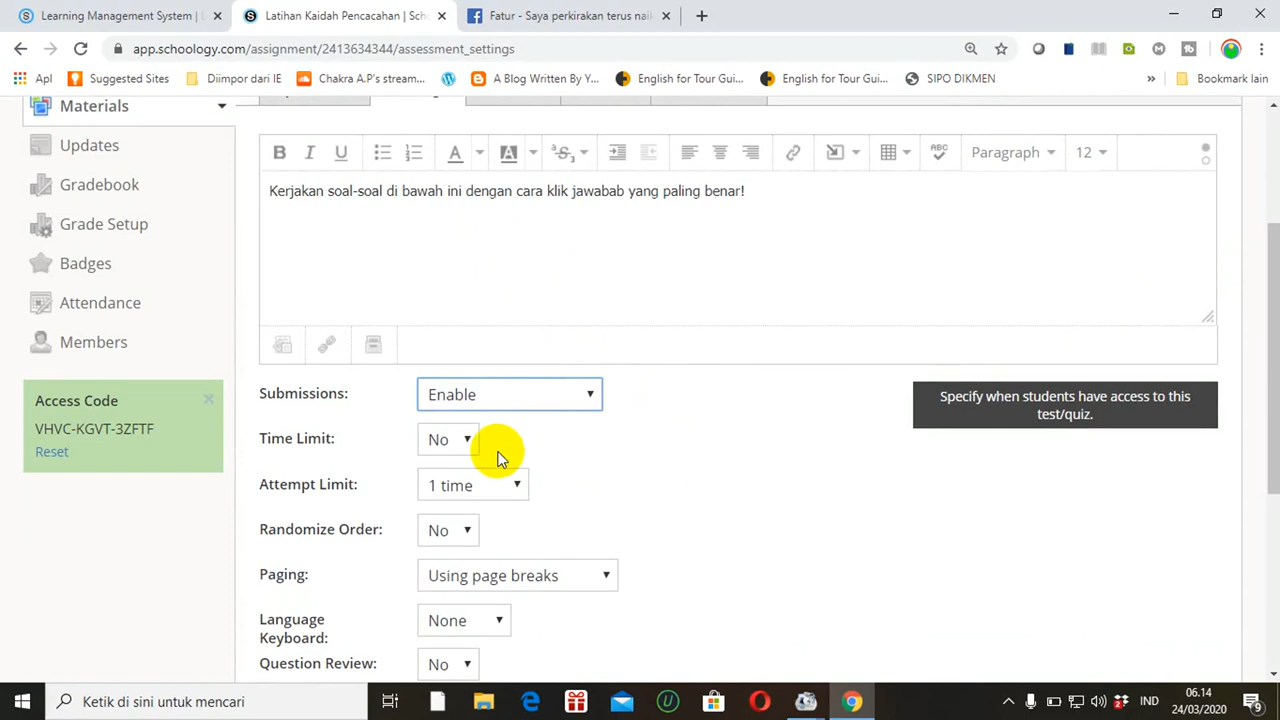 Learning Management System | L
Latihan Kaidah Pencacahan | Scho
Fatur - Saya perkirakan terus naik
app.schoology.com/assignment/2413634344/assessment_settings
Apl
Suggested Sites
Diimpor dari IE
Chakra A.P's stream...
A Blog Written By Y...
English for Tour Gui...
English for Tour Gui...
SIPO DIKMEN
»
Bookmark lain
Materials
Updates
Gradebook
Grade Setup
Badges
Attendance
Members
Access Code
VHVC-KGVT-3ZFTF
Reset
B I U A A ABC Paragraph 12
Kerjakan soal-soal di bawah ini dengan cara klik jawabab yang paling benar!
Submissions: Enable
Specify when students have access to this
test/quiz.
Time Limit: No
Attempt Limit: 1 time
Randomize Order: No
Paging: Using page breaks
Language
Keyboard: None
Question Review: No
Ketik di sini untuk mencari
IND
06.14
24/03/2020
9